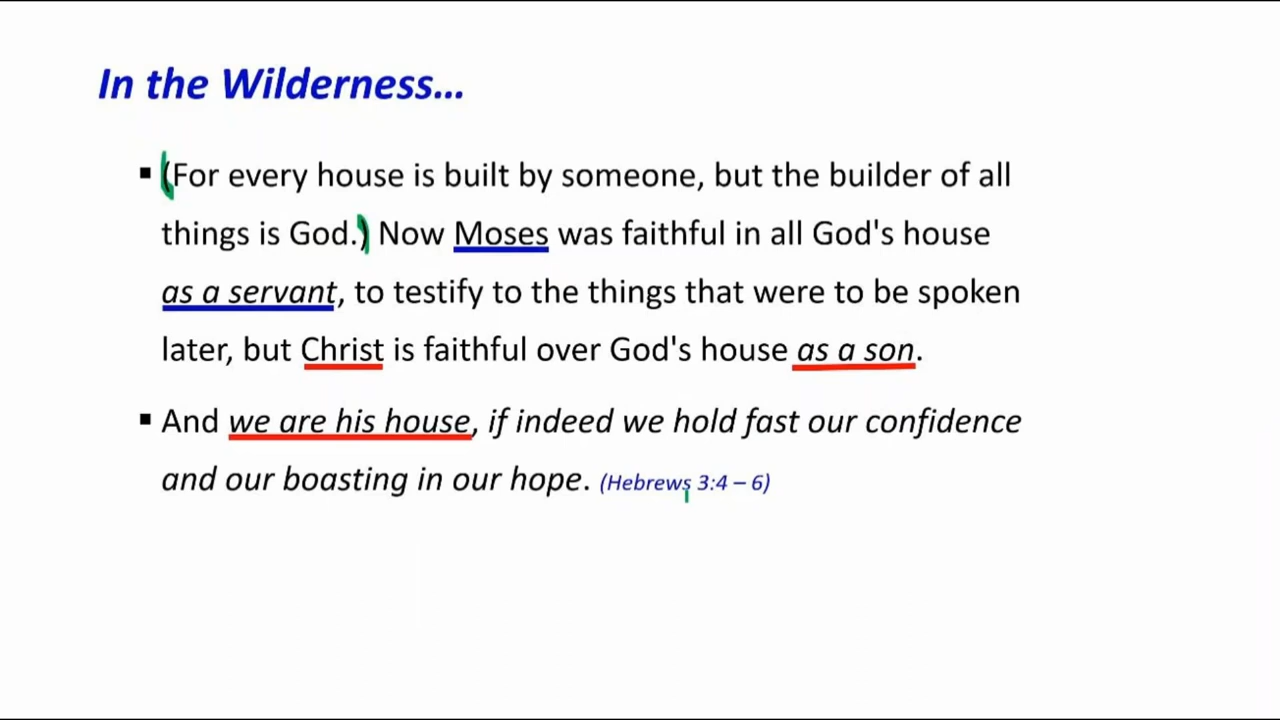 In the Wilderness...
▪ (For every house is built by someone, but the builder of all
things is God.) Now Moses was faithful in all God's house
as a servant, to testify to the things that were to be spoken
later, but Christ is faithful over God's house as a son.
▪ And we are his house, if indeed we hold fast our confidence
and our boasting in our hope. (Hebrews 3:4 – 6)